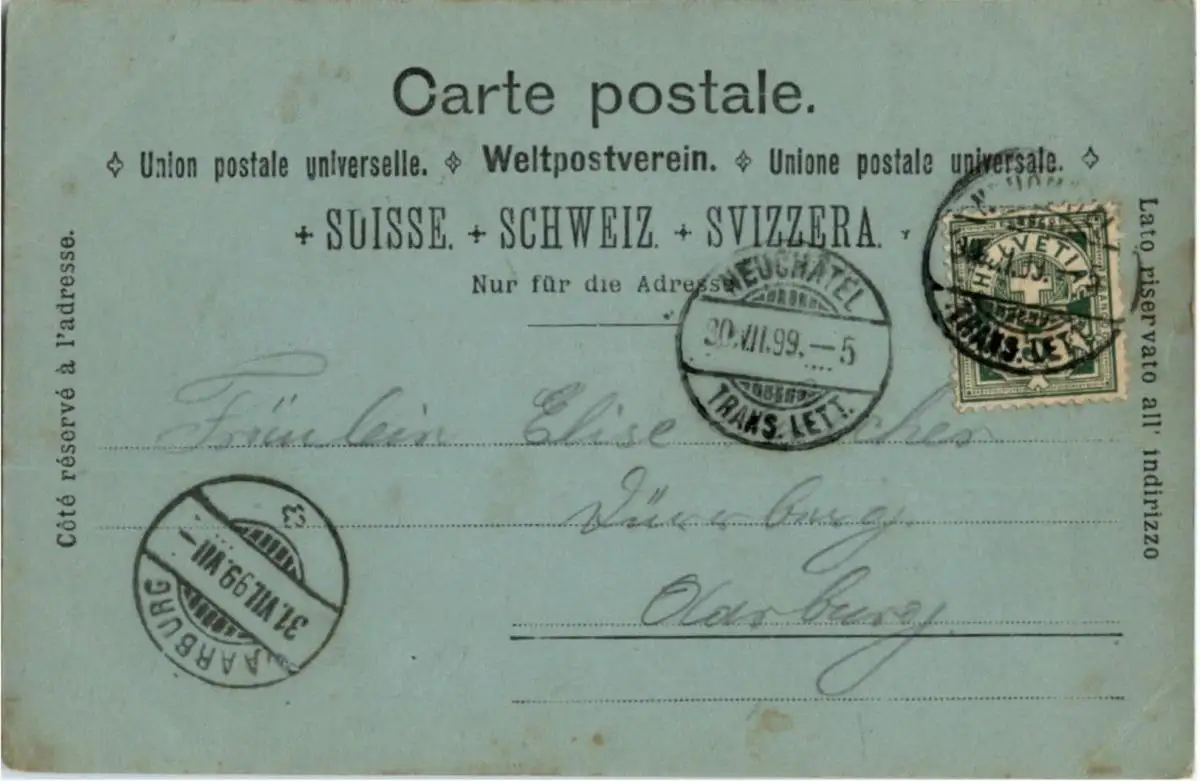 Carte postale.
Union postale universelle. Weltpostverein. Unione postale universale.
+ SUISSE. + SCHWEIZ. + SVIZZERA.
Nur für die Adresse
Côté réservé à l'adresse.
Lato riservato all' indirizzo
HELVETIA
TRANS. LETT.
NEUCHÂTEL
30.VII.99.–5
TRANS. LETT.
Fräulein Elise
Aarburg
31.VII.99.VII–
AARBURG